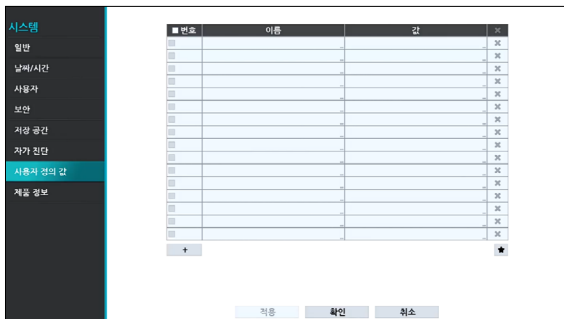 시스템
일반
날짜/시간
사용자
보안
저장 공간
자가 진단
사용자 정의 값
제품 정보
번호 이름 값
+
적용 확인 취소